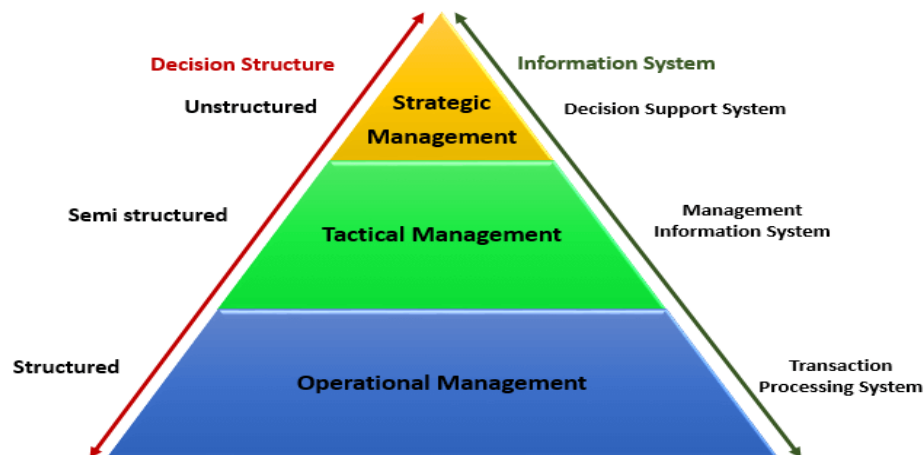 Decision Structure
Information System
Unstructured
Strategic
Management
Decision Support System
Semi structured
Tactical Management
Management
Information System
Structured
Operational Management
Transaction
Processing System